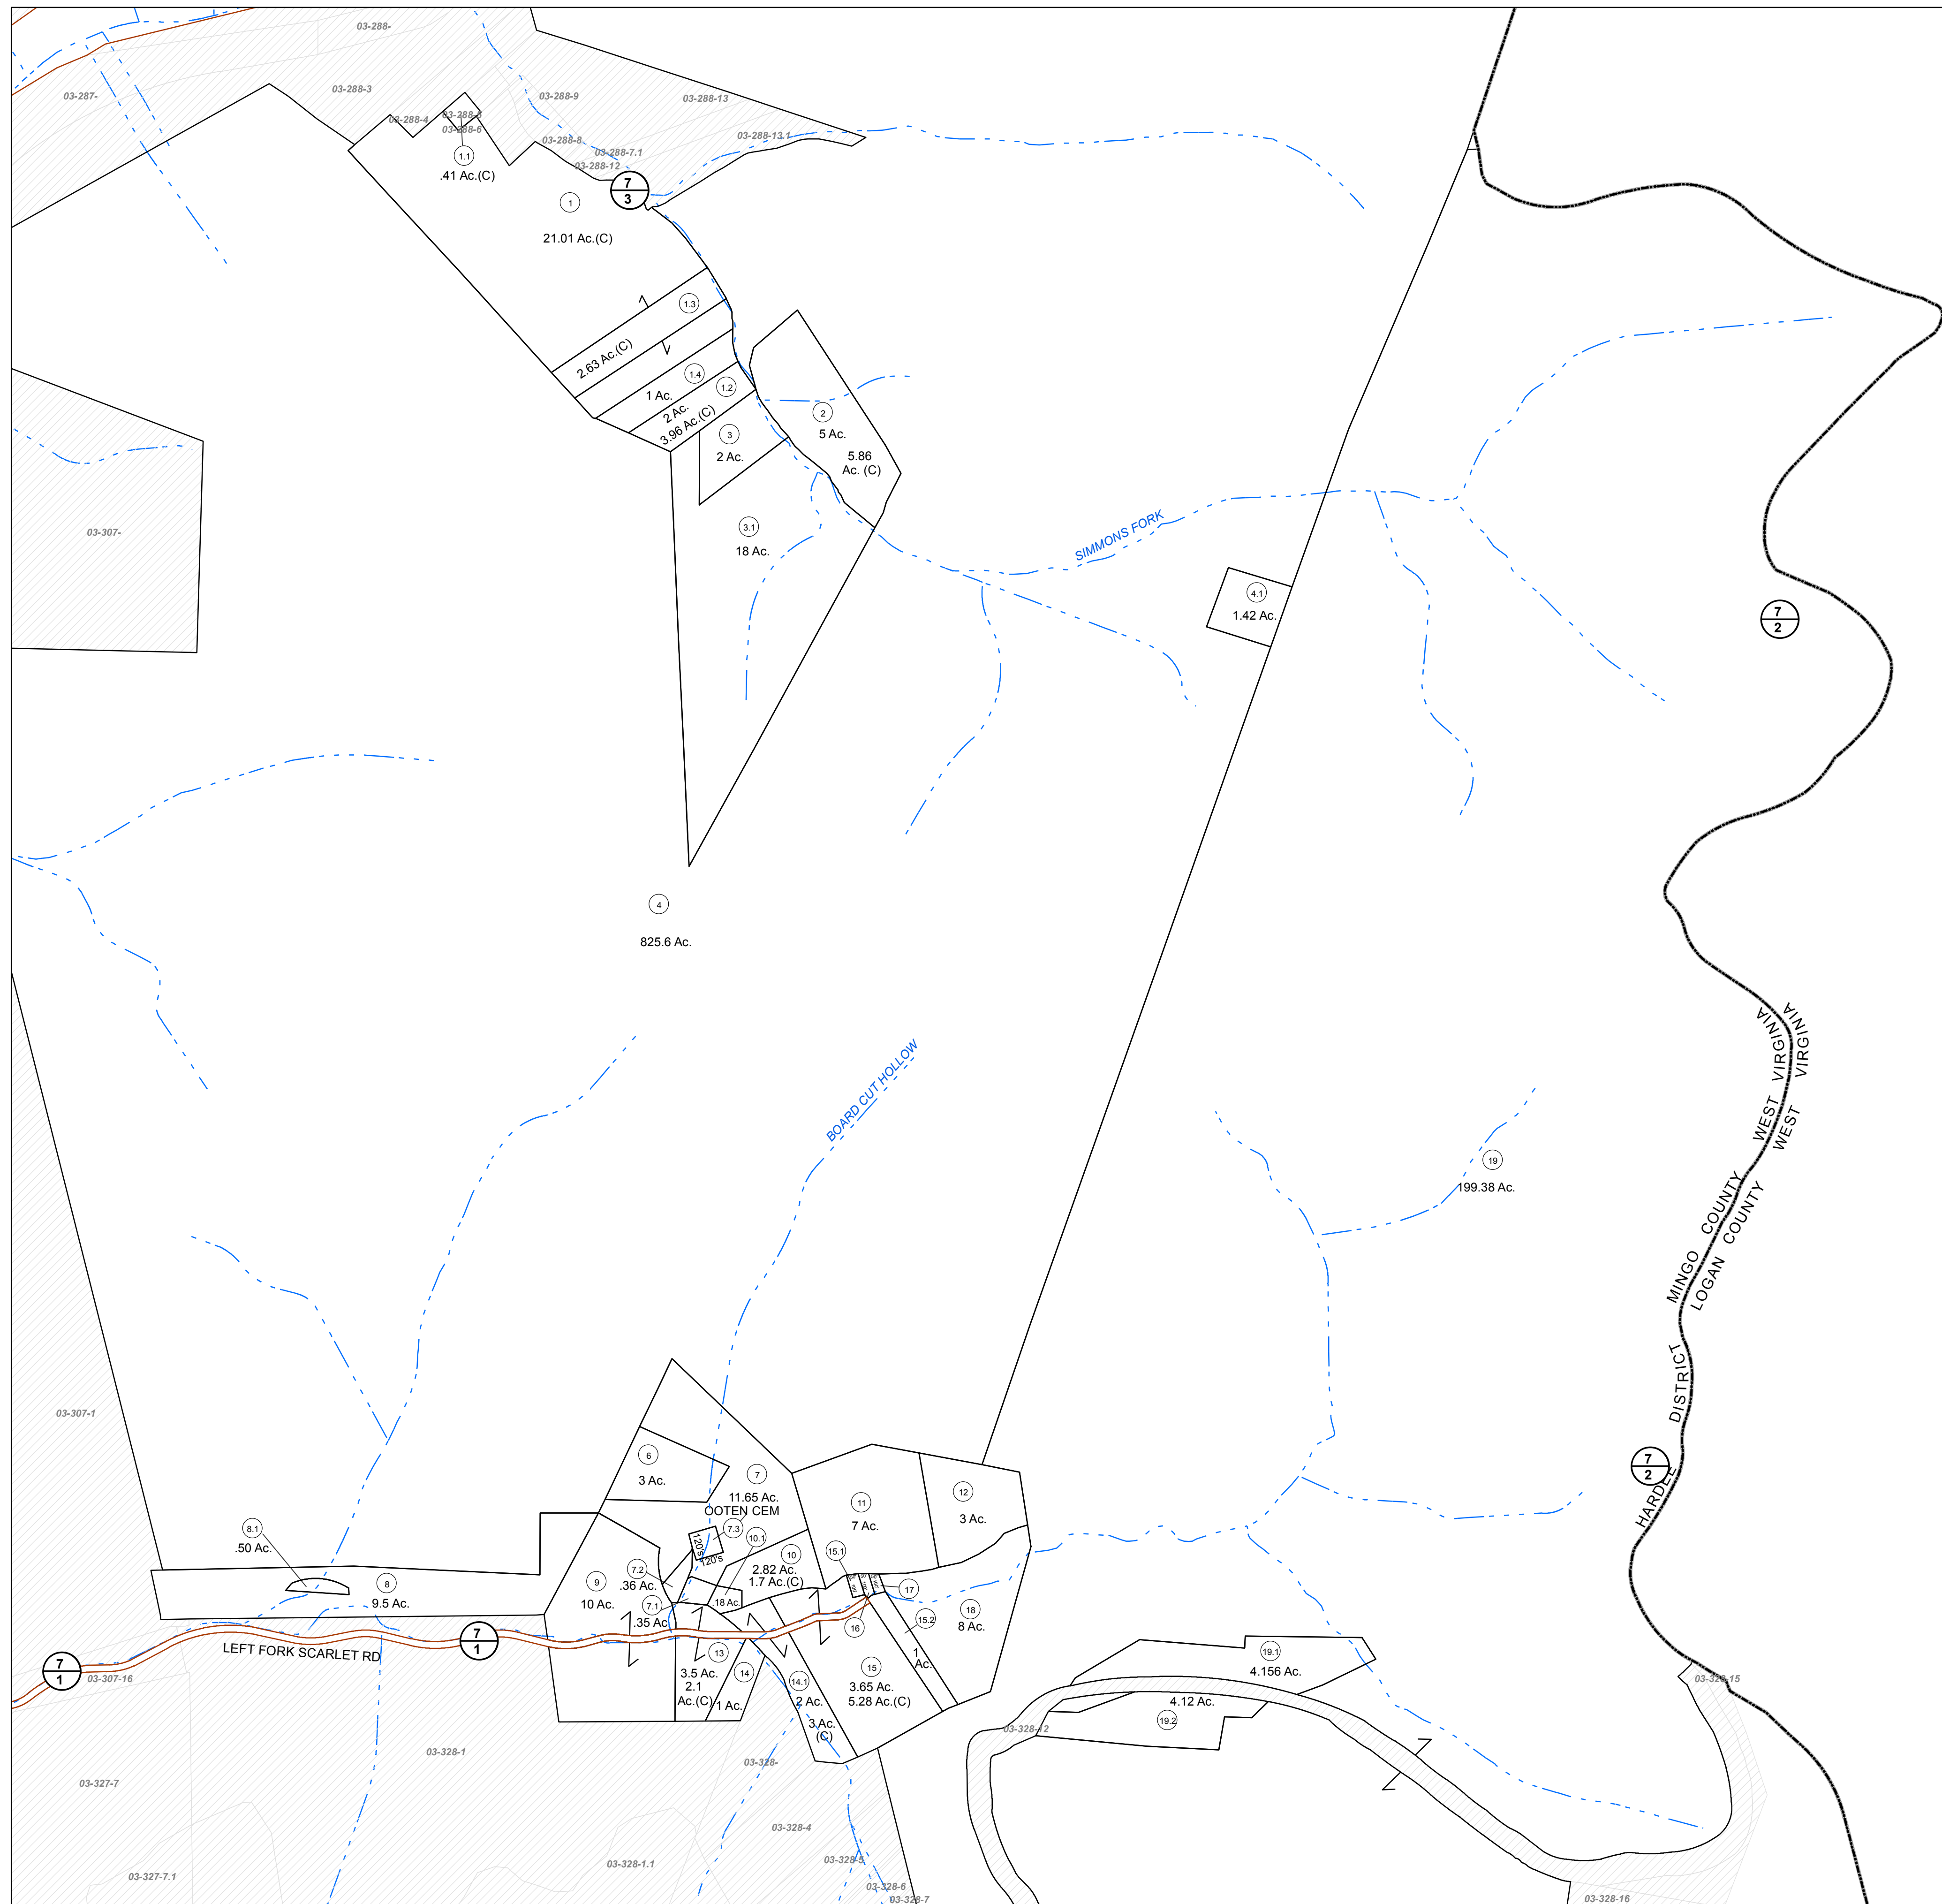 03-288-
03-287-
03-288-3
03-288-9
03-288-13
03-288-4
03-288-6
03-288-8
03-288-13.1
03-288-7.1
03-288-12
1.1
.41 Ac.(C)
7
3
1
21.01 Ac.(C)
1.3
2.63 Ac.(C)
1.4
1 Ac.
1.2
2 Ac.
3.96 Ac.(C)
2
5 Ac.
5.86
Ac. (C)
3
2 Ac.
3.1
18 Ac.
03-307-
SIMMONS FORK
4.1
1.42 Ac.
7
2
4
825.6 Ac.
BOARD CUT HOLLOW
WEST VIRGINIA
WEST VIRGINIA
19
199.38 Ac.
MINGO COUNTY
LOGAN COUNTY
HARDEE DISTRICT
7
2
03-307-1
6
3 Ac.
7
11.65 Ac.
OOTEN CEM
11
7 Ac.
12
3 Ac.
8.1
.50 Ac.
7.3
120's
120's
10.1
10
2.82 Ac.
1.7 Ac.(C)
15.1
17
7.2
.36 Ac.
8
9.5 Ac.
9
10 Ac.
7.1
.35 Ac.
.18 Ac.
16
15.2
1
Ac.
18
8 Ac.
LEFT FORK SCARLET RD
7
1
7
1
03-307-16
13
3.5 Ac.
2.1
Ac.(C)
14
1 Ac.
14.1
2 Ac.
3 Ac.
(C)
15
3.65 Ac.
5.28 Ac.(C)
19.1
4.156 Ac.
4.12 Ac.
19.2
03-328-12
03-329-15
03-328-1
03-328-
03-327-7
03-328-4
03-328-5
03-328-1.1
03-327-7.1
03-328-6
03-328-7
03-328-16